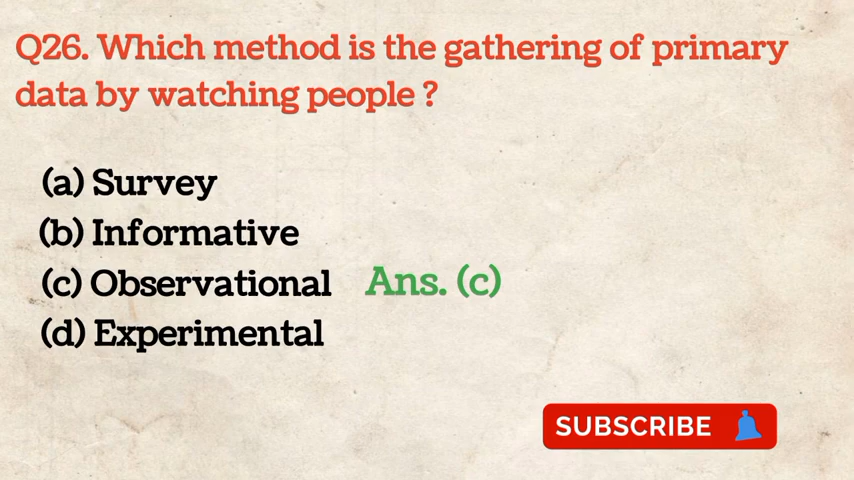 Q26. Which method is the gathering of primary
data by watching people ?
(a) Survey
(b) Informative
(c) Observational Ans. (c)
(d) Experimental
SUBSCRIBE